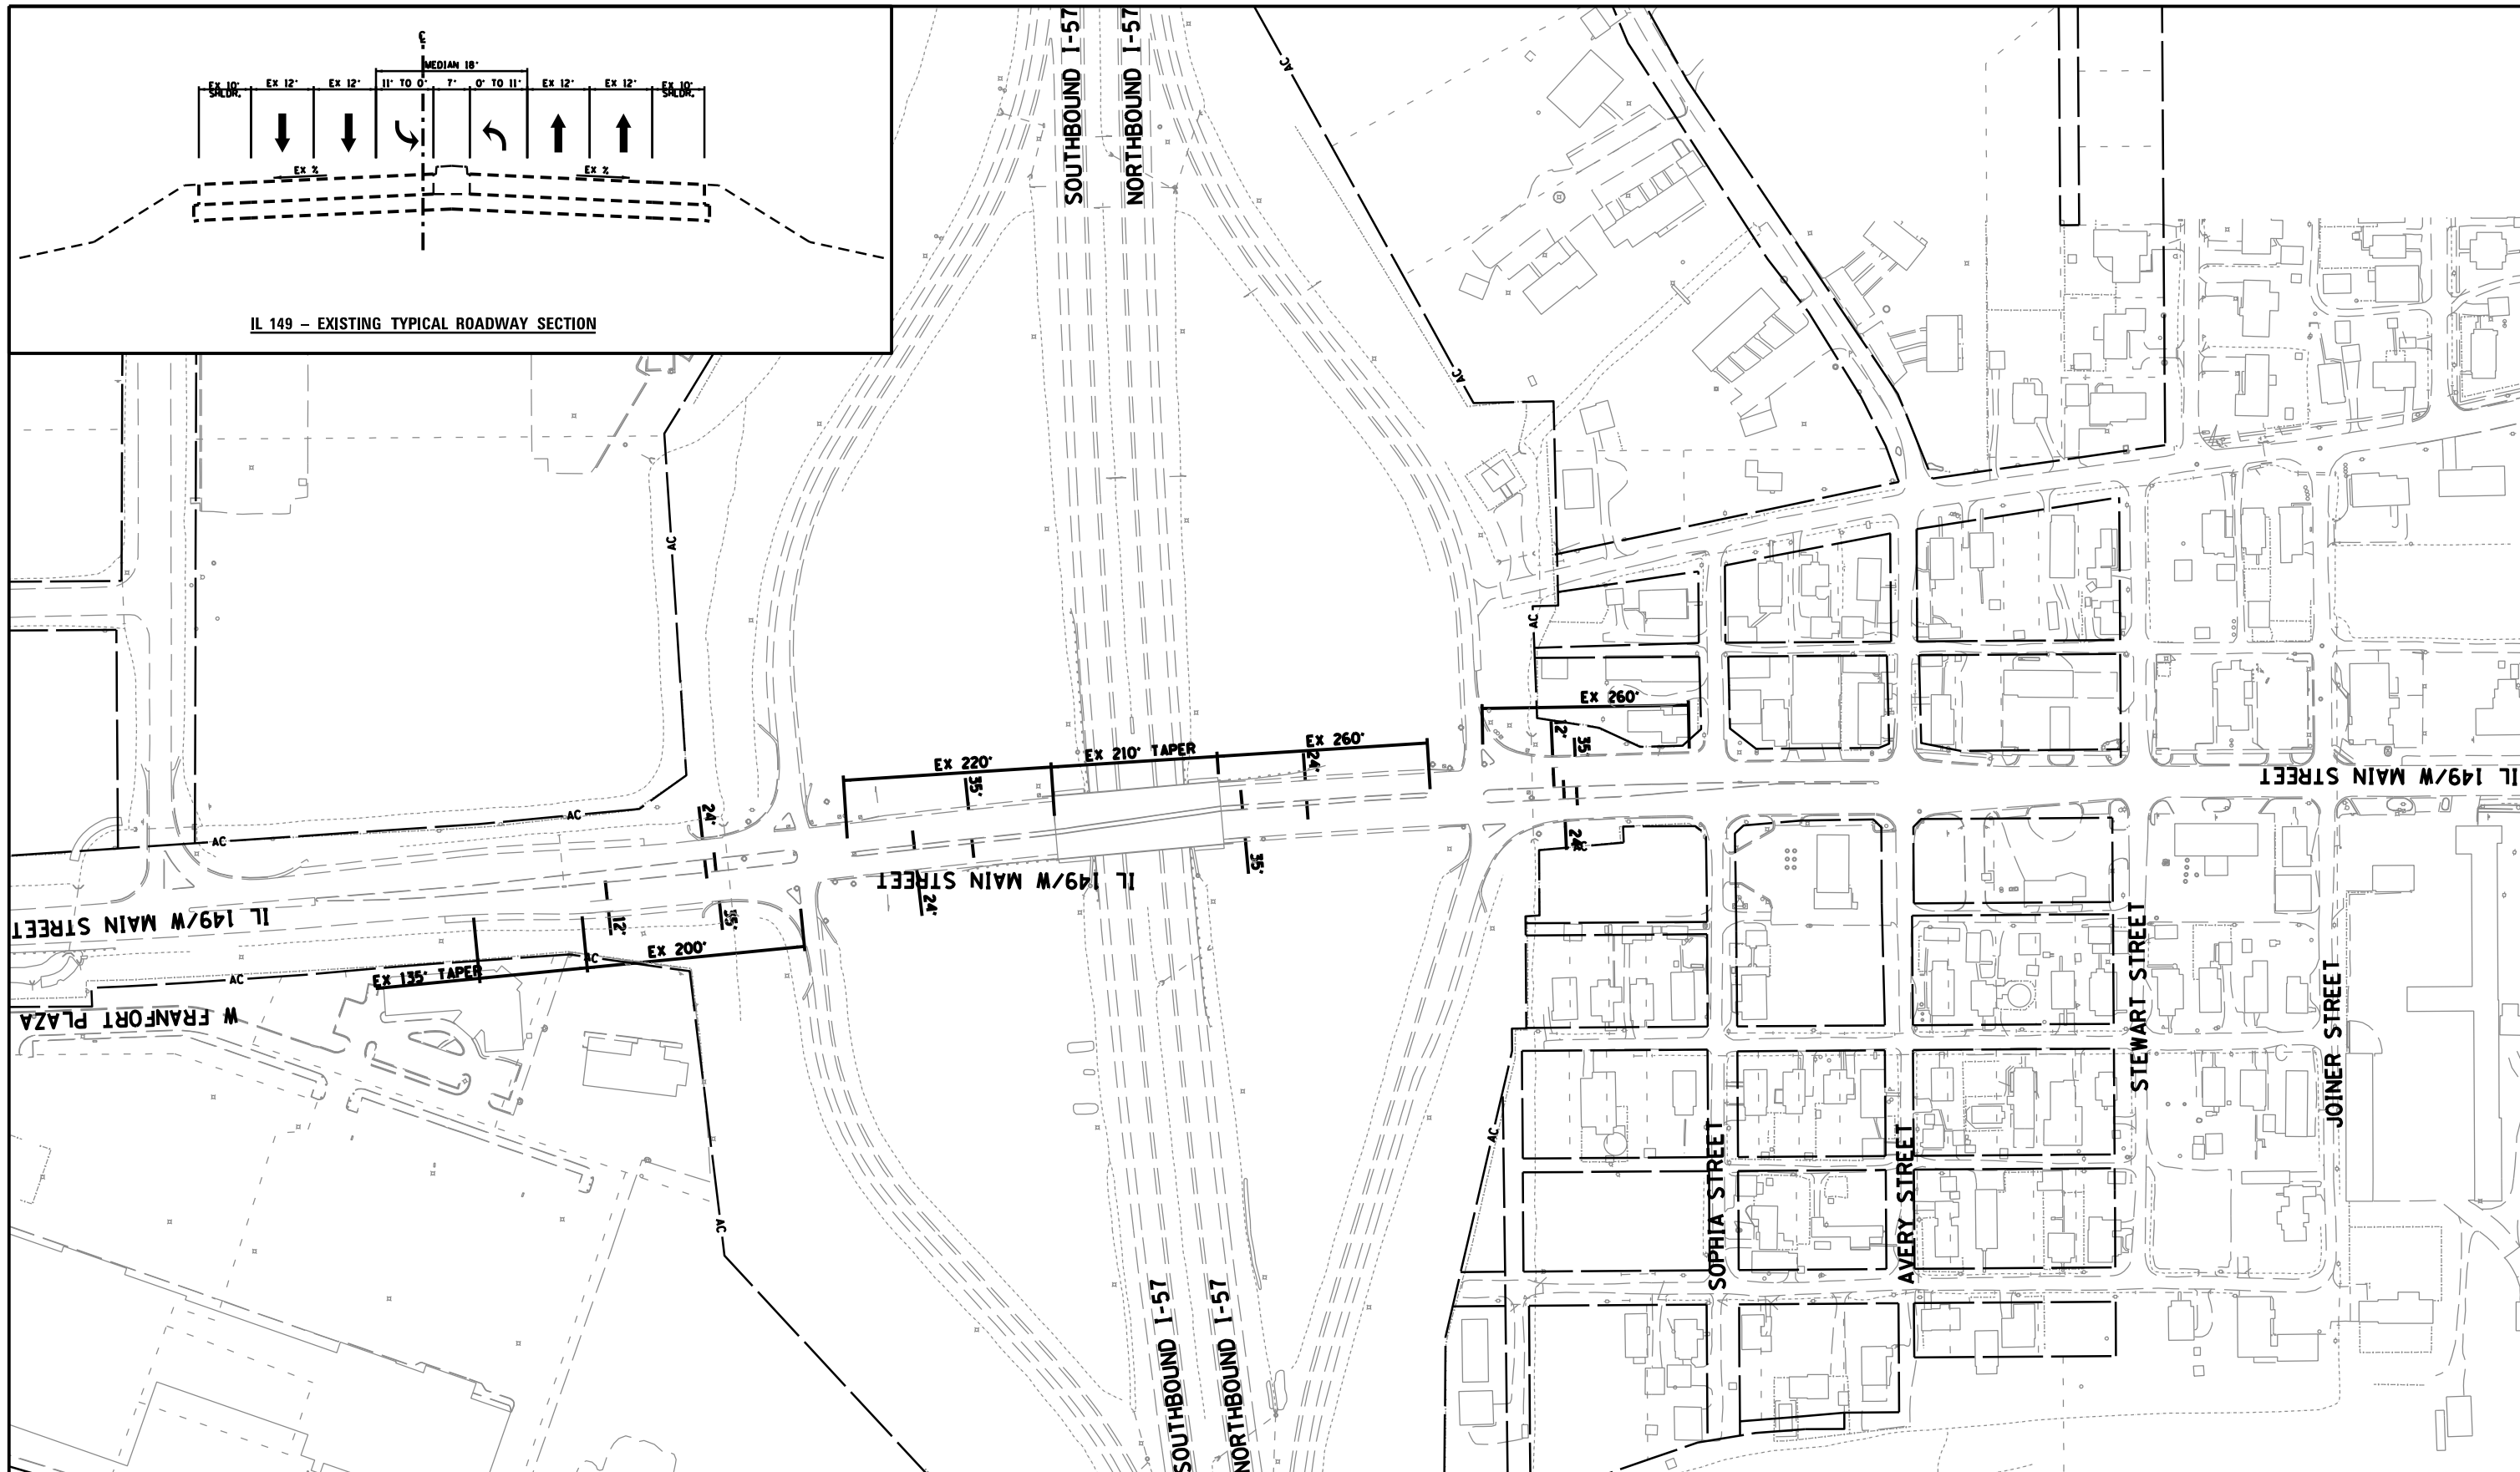 ℄
MEDIAN 18'
EX 10' SHLDR.
EX 12'
EX 12'
11' TO 0'
7'
0' TO 11'
EX 12'
EX 12'
EX 10' SHLDR.
EX %
EX %
IL 149 – EXISTING TYPICAL ROADWAY SECTION
SOUTHBOUND I-57
NORTHBOUND I-57
AC
AC
AC
AC
EX 260'
12'
35'
EX 220'
EX 210' TAPER
EX 260'
35'
24'
IL 149/W MAIN STREET
24'
AC
AC
24'
AC
35'
IL 149/W MAIN STREET
24'
IL 149/W MAIN STREET
12'
35'
EX 200'
AC
AC
EX 135' TAPER
W FRANFORT PLAZA
STEWART STREET
JOINER STREET
AC
SOPHIA STREET
AVERY STREET
AC
SOUTHBOUND I-57
NORTHBOUND I-57